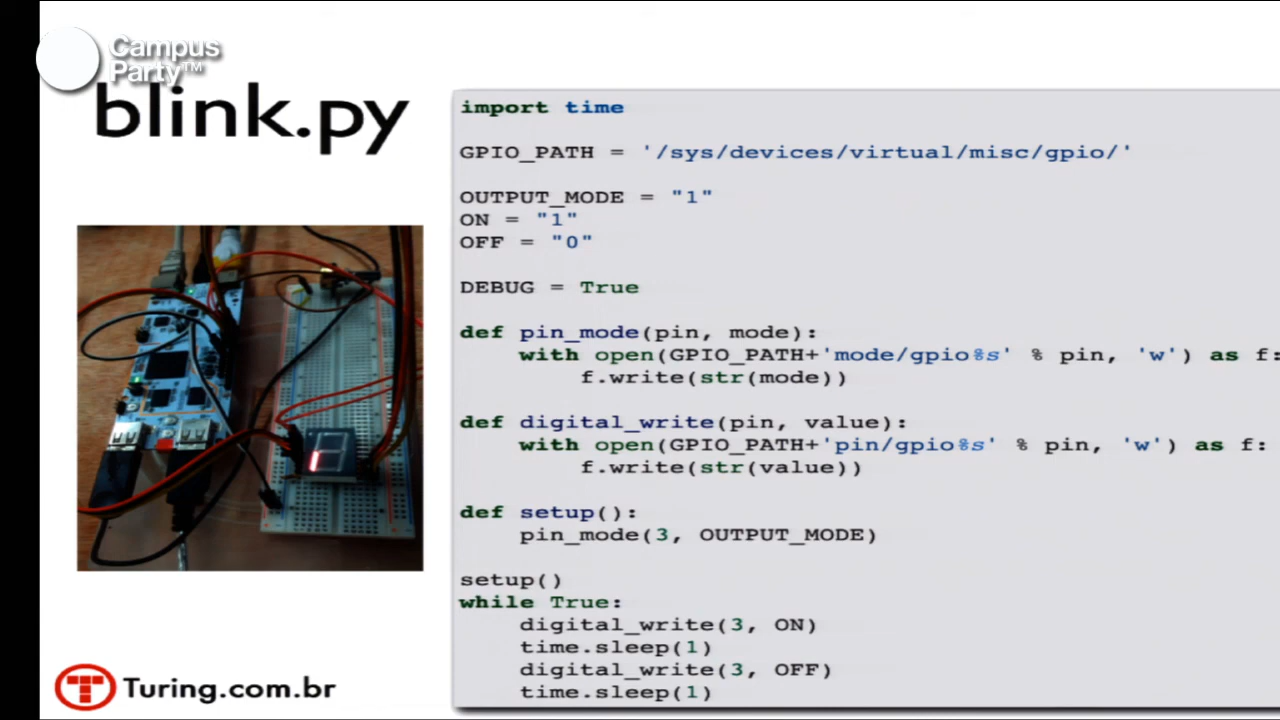 Campus
Party™
blink.py
import time
GPIO_PATH = '/sys/devices/virtual/misc/gpio/'
OUTPUT_MODE = "1"
ON = "1"
OFF = "0"
DEBUG = True
def pin_mode(pin, mode):
    with open(GPIO_PATH+'mode/gpio%s' % pin, 'w') as f:
        f.write(str(mode))
def digital_write(pin, value):
    with open(GPIO_PATH+'pin/gpio%s' % pin, 'w') as f:
        f.write(str(value))
def setup():
    pin_mode(3, OUTPUT_MODE)
setup()
while True:
    digital_write(3, ON)
    time.sleep(1)
    digital_write(3, OFF)
    time.sleep(1)
Turing.com.br